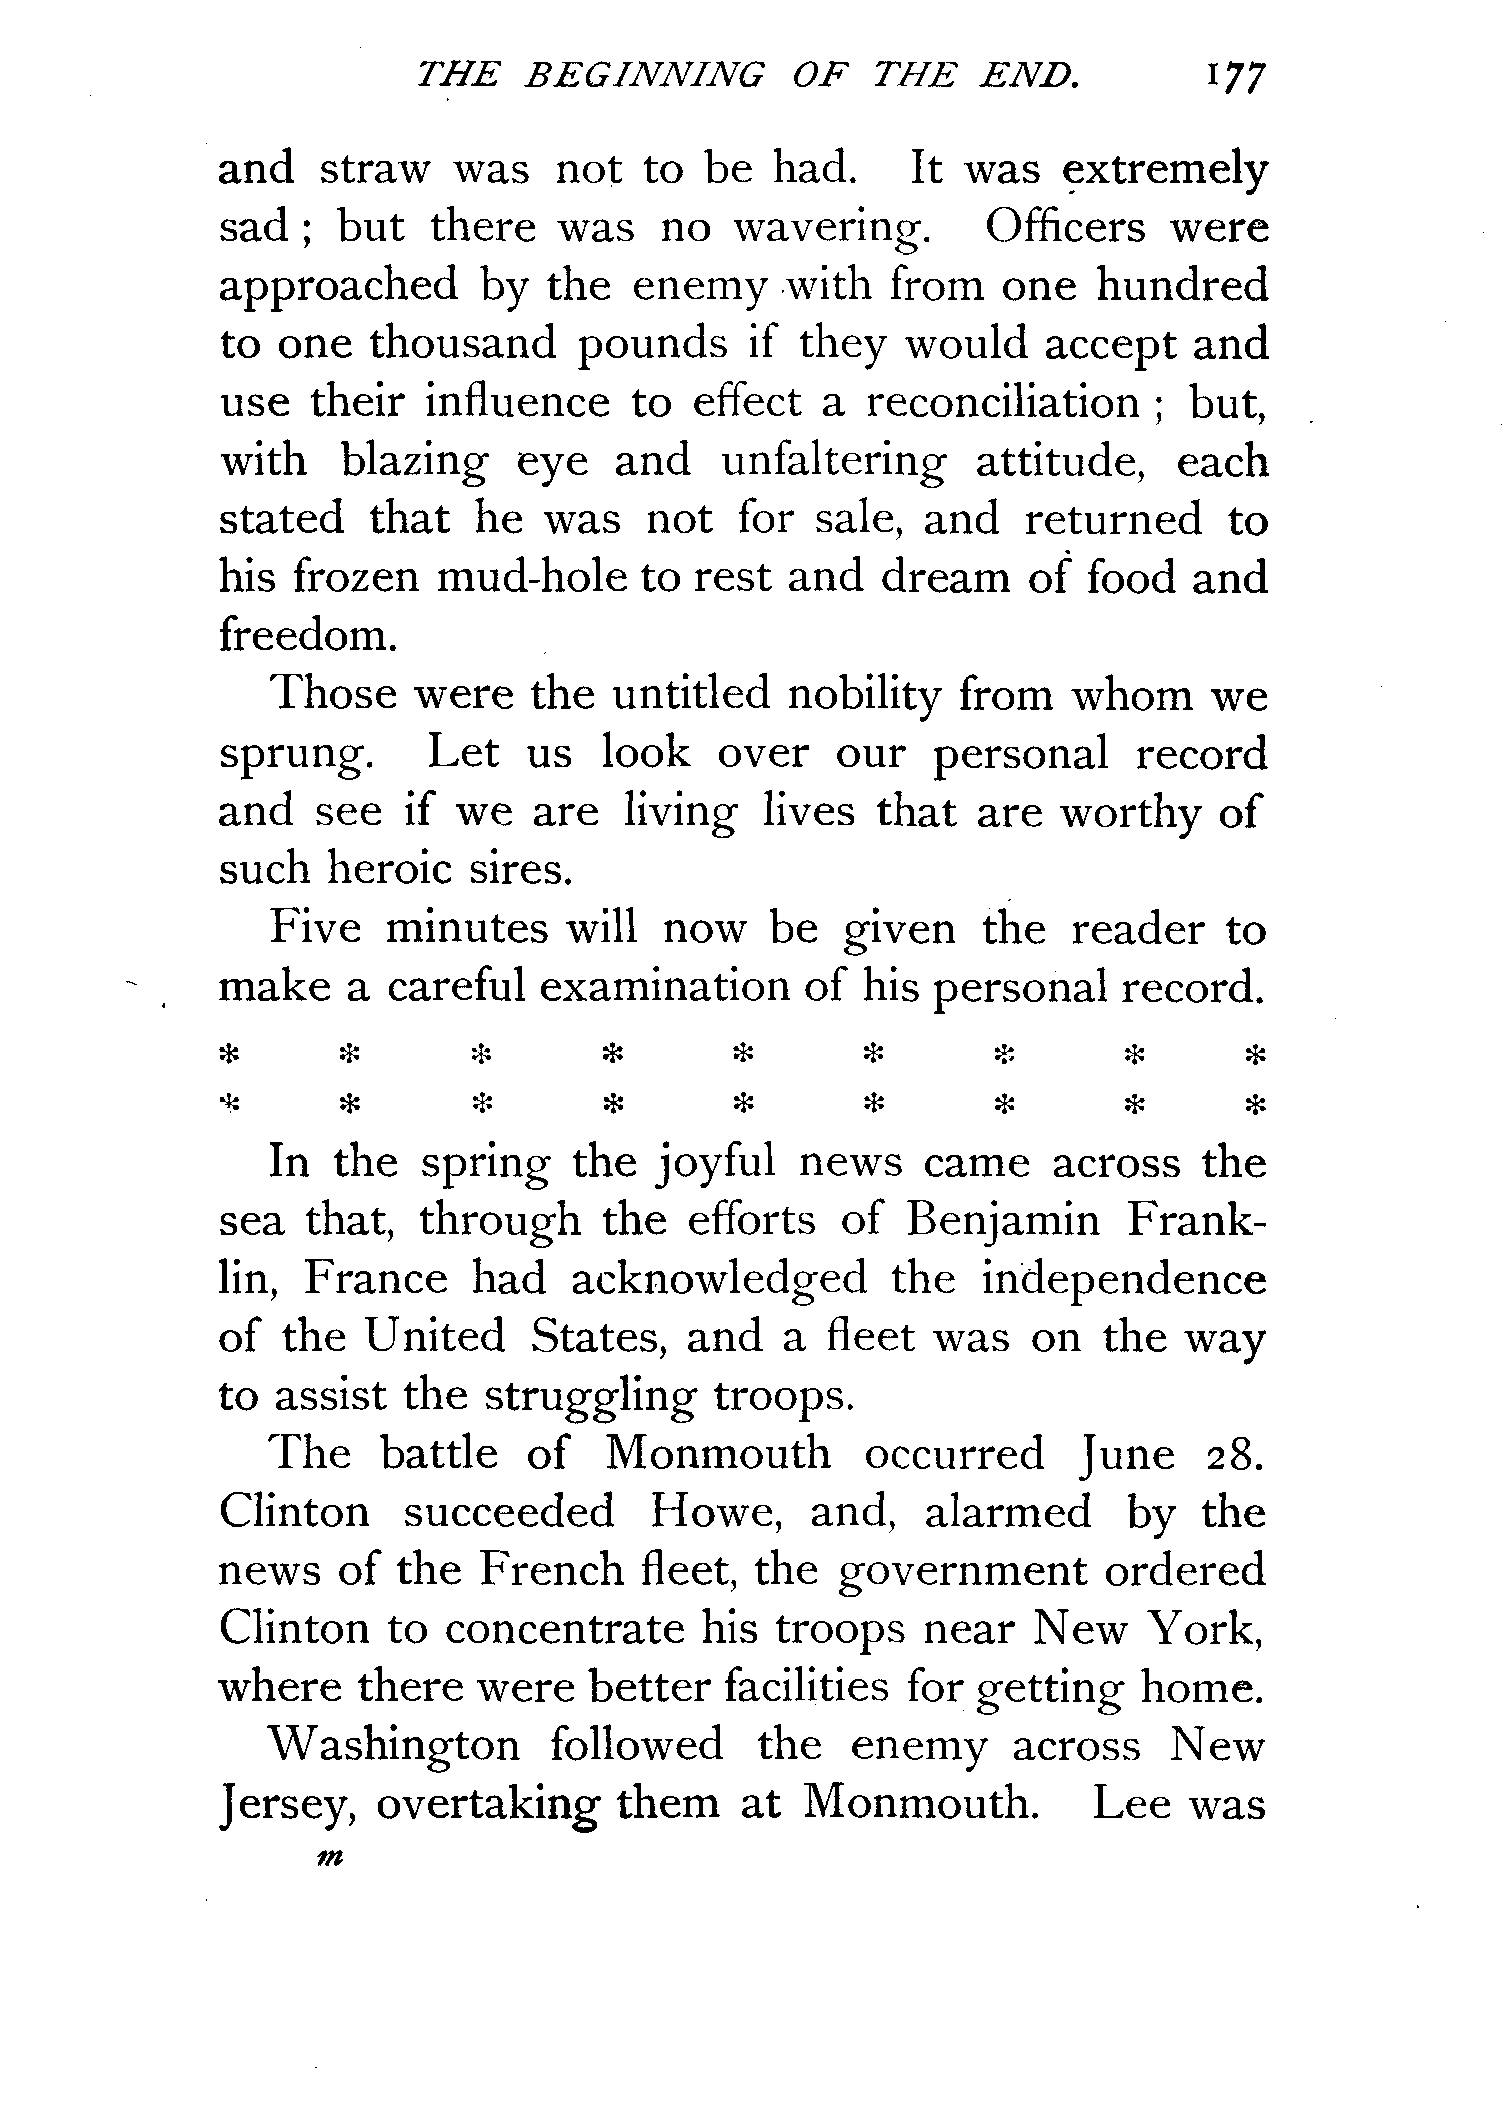 THE BEGINNING OF THE END. 177
and straw was not to be had. It was extremely
sad ; but there was no wavering. Officers were
approached by the enemy with from one hundred
to one thousand pounds if they would accept and
use their influence to effect a reconciliation ; but,
with blazing eye and unfaltering attitude, each
stated that he was not for sale, and returned to
his frozen mud-hole to rest and dream of food and
freedom.
Those were the untitled nobility from whom we
sprung. Let us look over our personal record
and see if we are living lives that are worthy of
such heroic sires.
Five minutes will now be given the reader to
make a careful examination of his personal record.
* * * * * * * * *
* * * * * * * * *
In the spring the joyful news came across the
sea that, through the efforts of Benjamin Frank-
lin, France had acknowledged the independence
of the United States, and a fleet was on the way
to assist the struggling troops.
The battle of Monmouth occurred June 28.
Clinton succeeded Howe, and, alarmed by the
news of the French fleet, the government ordered
Clinton to concentrate his troops near New York,
where there were better facilities for getting home.
Washington followed the enemy across New
Jersey, overtaking them at Monmouth. Lee was
m